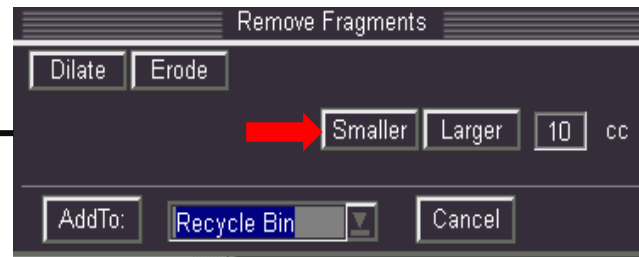 Remove Fragments
Dilate Erode
Smaller Larger 10 cc
AddTo: Recycle Bin Cancel